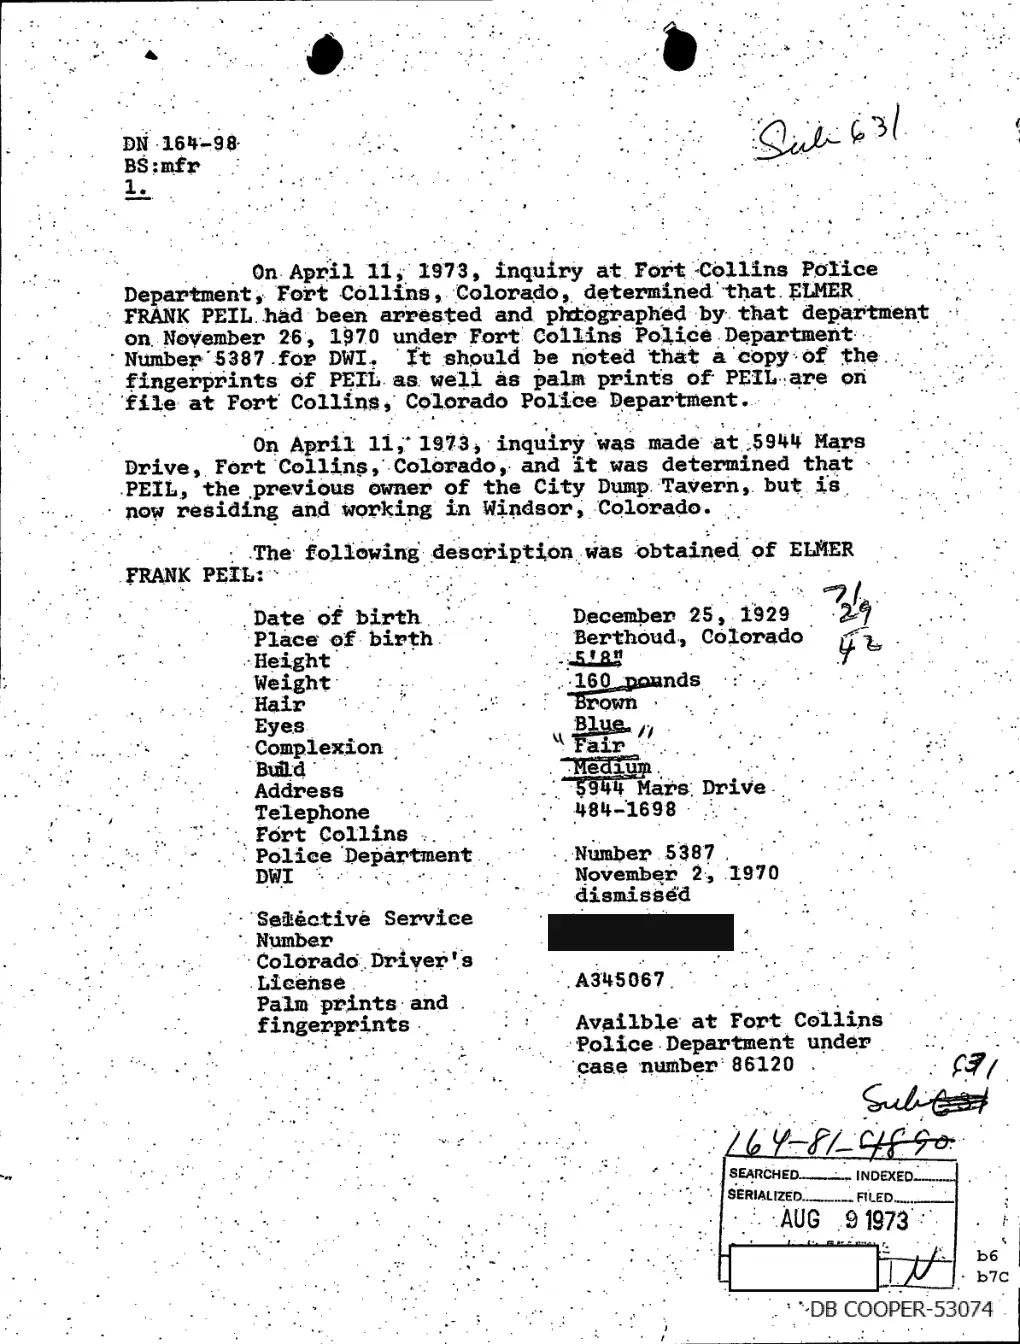 Sub 631
DN 164-98
BS:mfr
1.
On April 11, 1973, inquiry at Fort Collins Police
Department, Fort Collins, Colorado, determined that ELMER
FRANK PEIL had been arrested and photographed by that department
on November 26, 1970 under Fort Collins Police Department
Number 5387 for DWI. It should be noted that a copy of the
fingerprints of PEIL as well as palm prints of PEIL are on
file at Fort Collins, Colorado Police Department.
On April 11, 1973, inquiry was made at 5944 Mars
Drive, Fort Collins, Colorado, and it was determined that
PEIL, the previous owner of the City Dump Tavern, but is
now residing and working in Windsor, Colorado.
The following description was obtained of ELMER
FRANK PEIL:
71
29
42
Date of birth December 25, 1929
Place of birth Berthoud, Colorado
Height 5'8"
Weight 160 pounds
Hair Brown
Eyes Blue
Complexion "Fair"
Build Medium
Address 5944 Mars Drive
Telephone 484-1698
Fort Collins
Police Department Number 5387
DWI November 2, 1970
dismissed
Selective Service
Number
Colorado Driver's
License A345067
Palm prints and
fingerprints Availble at Fort Collins
Police Department under
case number 86120
631
Sub 631
164-81-9890
SEARCHED INDEXED
SERIALIZED FILED
AUG 9 1973
N
b6
b7C
DB COOPER-53074